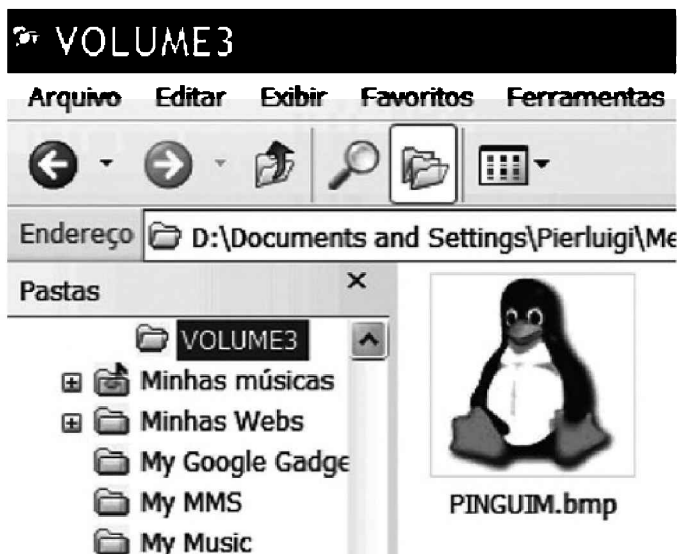 VOLUME3
Arquivo Editar Exibir Favoritos Ferramentas
Endereço D:\Documents and Settings\Pierluigi\Me
Pastas
VOLUME3
Minhas músicas
Minhas Webs
My Google Gadge
My MMS
My Music
PINGUIM.bmp